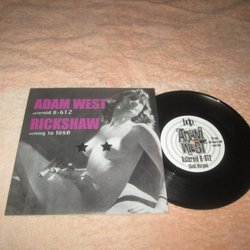 ADAM WEST
asteroid B-612
RICKSHAW
nothing to lose
ADAM
WEST
Asteroid B-612